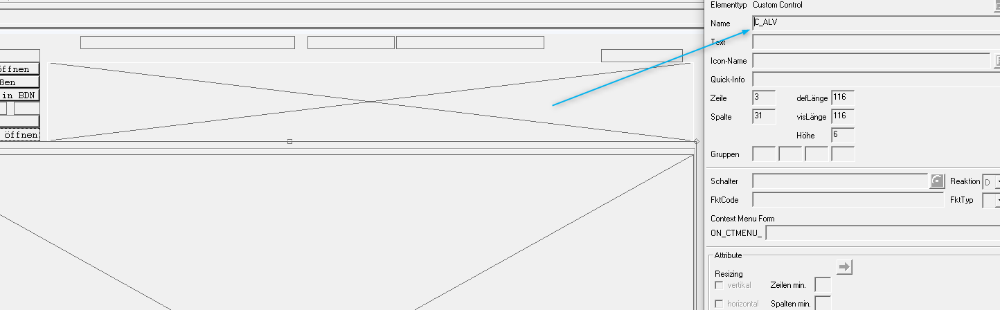 Elementtyp Custom Control
Name C_ALV
Text
Icon-Name
Quick-Info
Zeile 3 defLänge 116
Spalte 31 visLänge 116
Höhe 6
Gruppen
Schalter Reaktion D
FktCode FktTyp
Context Menu Form
ON_CTMENU_
Attribute
Resizing
vertikal Zeilen min.
horizontal Spalten min.
öffnen
ßen
in BDN
öffnen